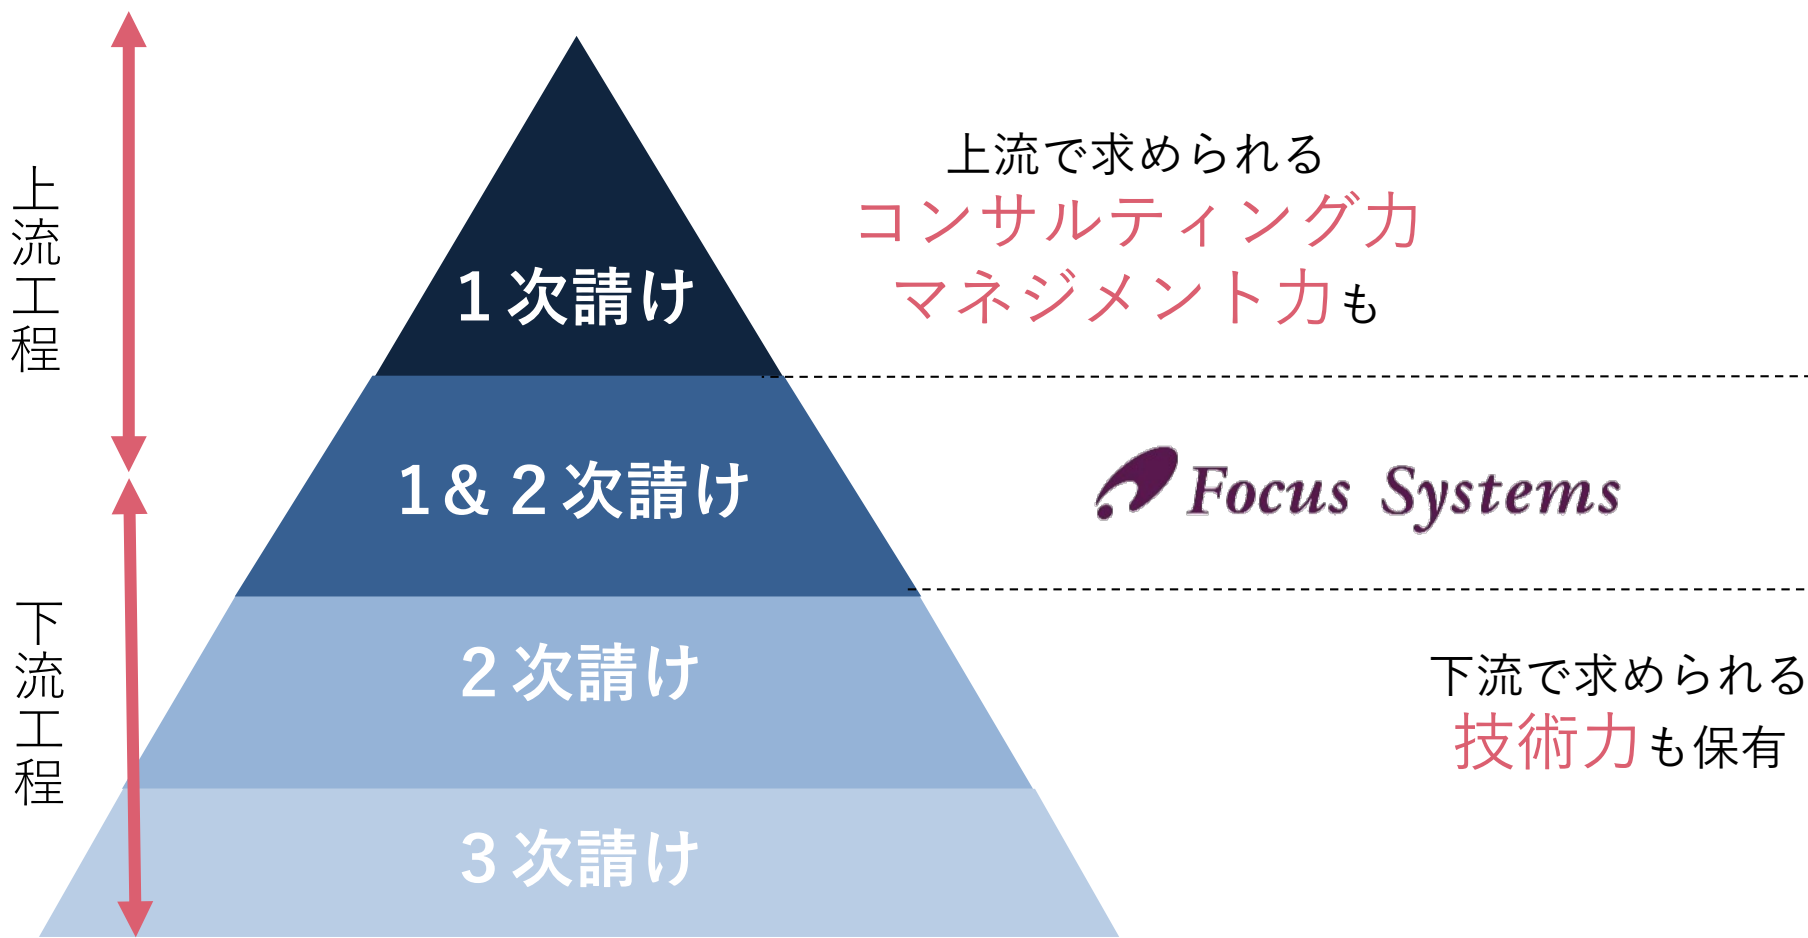 上流工程
下流工程
1次請け
1&2次請け
2次請け
3次請け
上流で求められる
コンサルティング力
マネジメント力も
Focus Systems
下流で求められる
技術力も保有